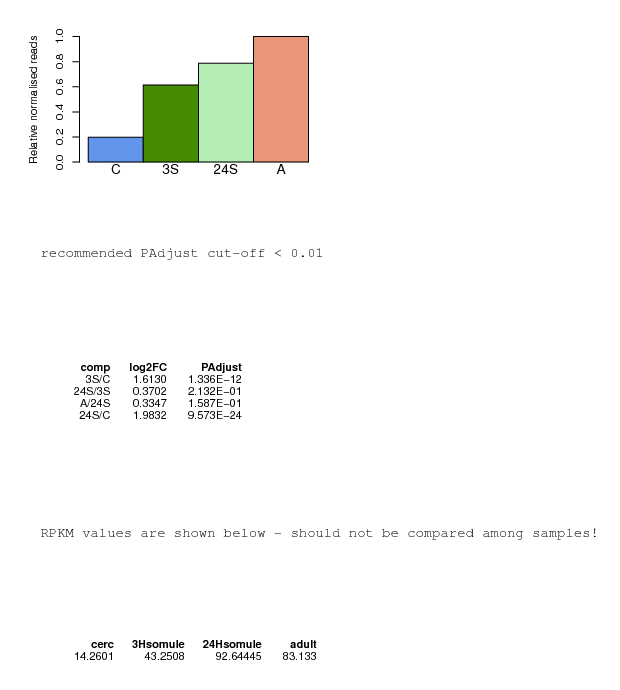 Relative normalised reads
1.0
0.8
0.6
0.4
0.2
0.0
C 3S 24S A
recommended PAdjust cut-off < 0.01
comp log2FC PAdjust
3S/C 1.6130 1.336E-12
24S/3S 0.3702 2.132E-01
A/24S 0.3347 1.587E-01
24S/C 1.9832 9.573E-24
RPKM values are shown below - should not be compared among samples!
cerc 3Hsomule 24Hsomule adult
14.2601 43.2508 92.64445 83.133